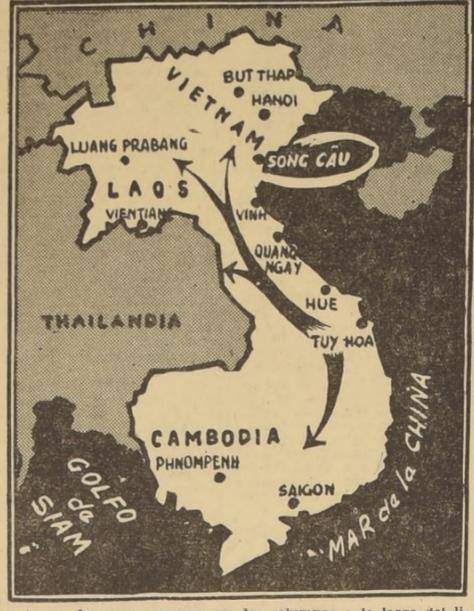 CHINA
VIETNAM
BUT THAP
HANOI
LUANG PRABANG
SONG CÂU
LAOS
VIENTIANE
VINH
QUANG
NGAY
HUE
THAILANDIA
TUY HOA
CAMBODIA
PHNOMPENH
SAIGON
GOLFO
de
SIAM
MAR de la CHINA